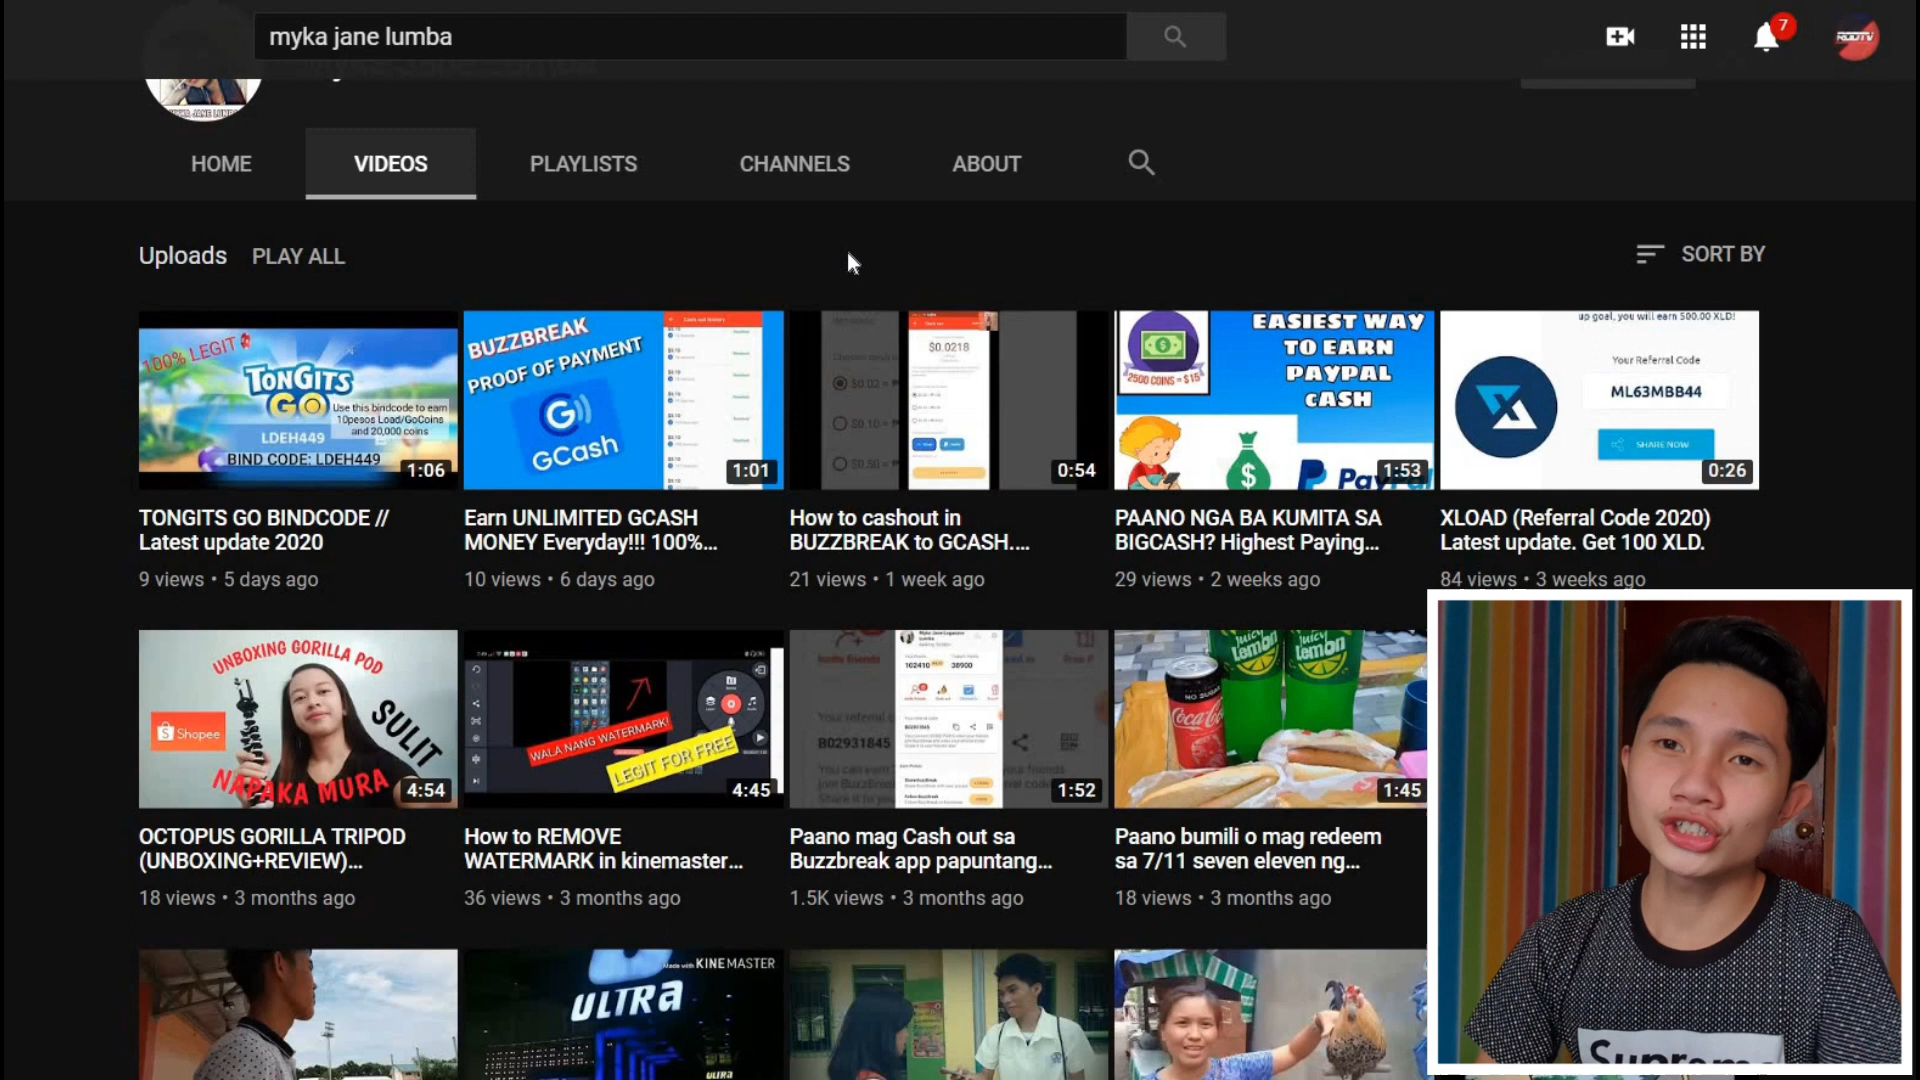 myka jane lumba
7
HOME
VIDEOS
PLAYLISTS
CHANNELS
ABOUT
Uploads
PLAY ALL
SORT BY
100% LEGIT
TONGITS
GO
Use this bindcode to earn
10pesos Load/GoCoins
and 20,000 coins
LDEH449
BIND CODE: LDEH449
1:06
BUZZBREAK
PROOF OF PAYMENT
GCash
1:01
$0.0218
0:54
2500 COINS = $15
EASIEST WAY
TO EARN
PAYPAL
CASH
PayPal
1:53
up goal, you will earn 500.00 XLD!
Your Referral Code
ML63MBB44
SHARE NOW
0:26
TONGITS GO BINDCODE //
Latest update 2020
9 views • 5 days ago
Earn UNLIMITED GCASH
MONEY Everyday!!! 100%...
10 views • 6 days ago
How to cashout in
BUZZBREAK to GCASH....
21 views • 1 week ago
PAANO NGA BA KUMITA SA
BIGCASH? Highest Paying...
29 views • 2 weeks ago
XLOAD (Referral Code 2020)
Latest update. Get 100 XLD.
84 views • 3 weeks ago
UNBOXING GORILLA POD
Shopee
SULIT
NAPAKA MURA
4:54
WALA NANG WATERMARK!
LEGIT FOR FREE
4:45
102410
38900
Your referral
B02931845
1:52
Juicy
Lemon
Juicy
Lemon
NO SUGAR
Coca-Cola
1:45
OCTOPUS GORILLA TRIPOD
(UNBOXING+REVIEW)...
18 views • 3 months ago
How to REMOVE
WATERMARK in kinemaster...
36 views • 3 months ago
Paano mag Cash out sa
Buzzbreak app papuntang...
1.5K views • 3 months ago
Paano bumili o mag redeem
sa 7/11 seven eleven ng...
18 views • 3 months ago
Made with KINEMASTER
ULTRA
ULTRA
Supreme